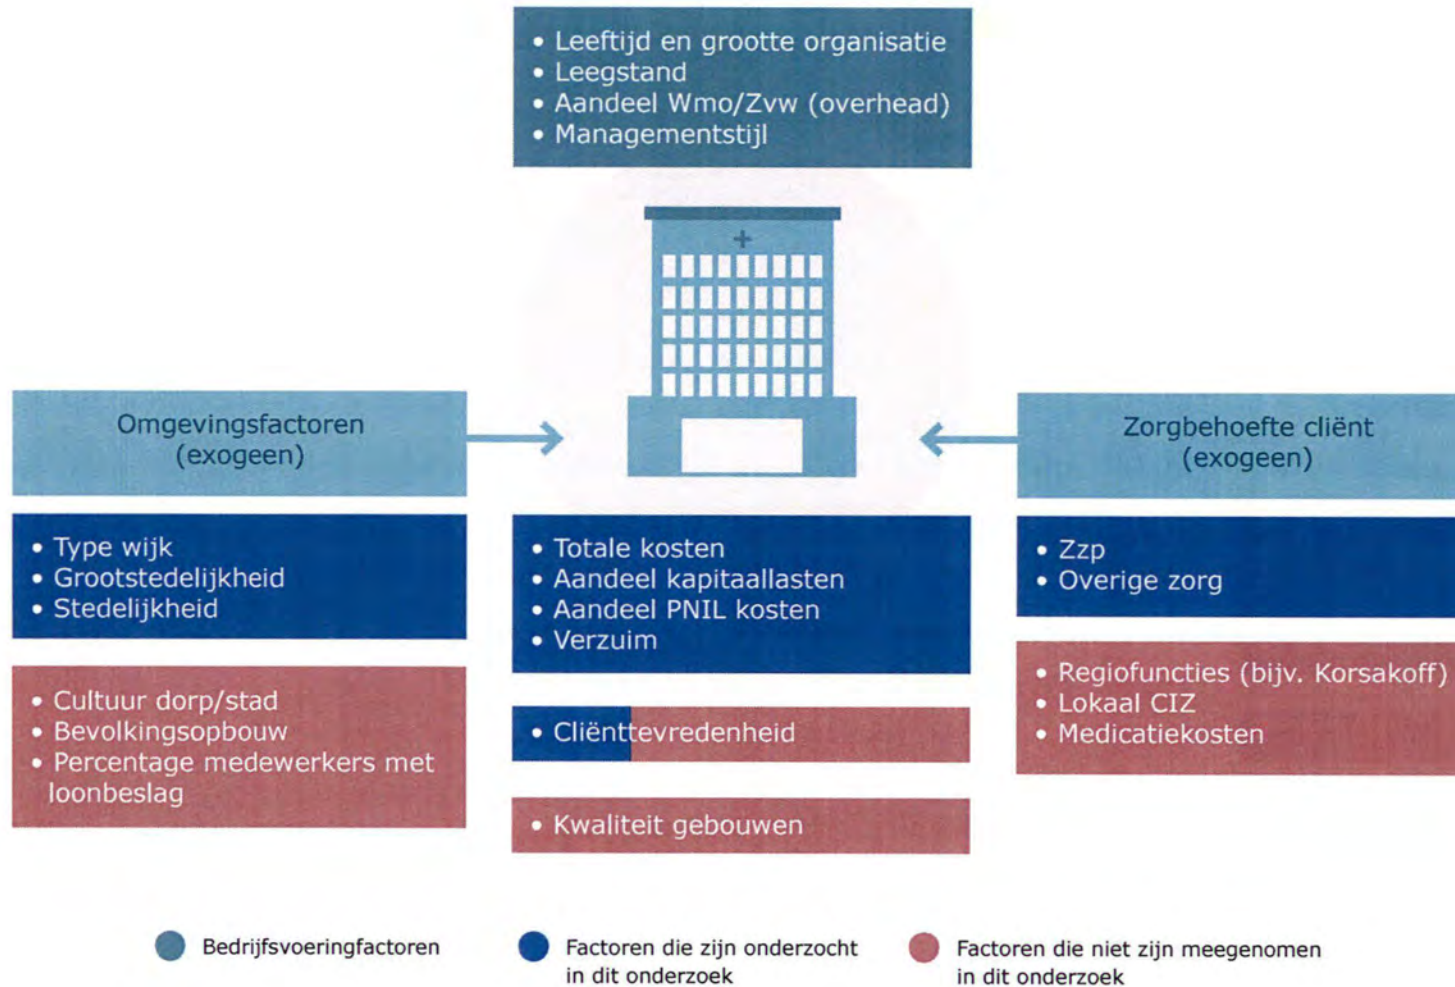 • Leeftijd en grootte organisatie
• Leegstand
• Aandeel Wmo/Zvw (overhead)
• Managementstijl
Omgevingsfactoren
(exogeen)
• Type wijk
• Grootstedelijkheid
• Stedelijkheid
• Cultuur dorp/stad
• Bevolkingsopbouw
• Percentage medewerkers met
loonbeslag
• Totale kosten
• Aandeel kapitaallasten
• Aandeel PNIL kosten
• Verzuim
• Cliënttevredenheid
• Kwaliteit gebouwen
Zorgbehoefte cliënt
(exogeen)
• Zzp
• Overige zorg
• Regiofuncties (bijv. Korsakoff)
• Lokaal CIZ
• Medicatiekosten
Bedrijfsvoeringfactoren
Factoren die zijn onderzocht
in dit onderzoek
Factoren die niet zijn meegenomen
in dit onderzoek